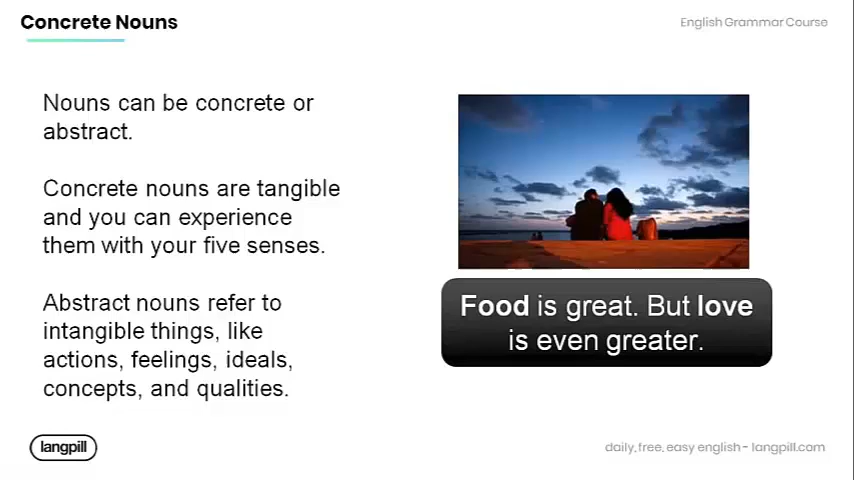 Concrete Nouns
English Grammar Course
Nouns can be concrete or
abstract.
Concrete nouns are tangible
and you can experience
them with your five senses.
Abstract nouns refer to
intangible things, like
actions, feelings, ideals,
concepts, and qualities.
Food is great. But love
is even greater.
langpill
daily, free, easy english - langpill.com